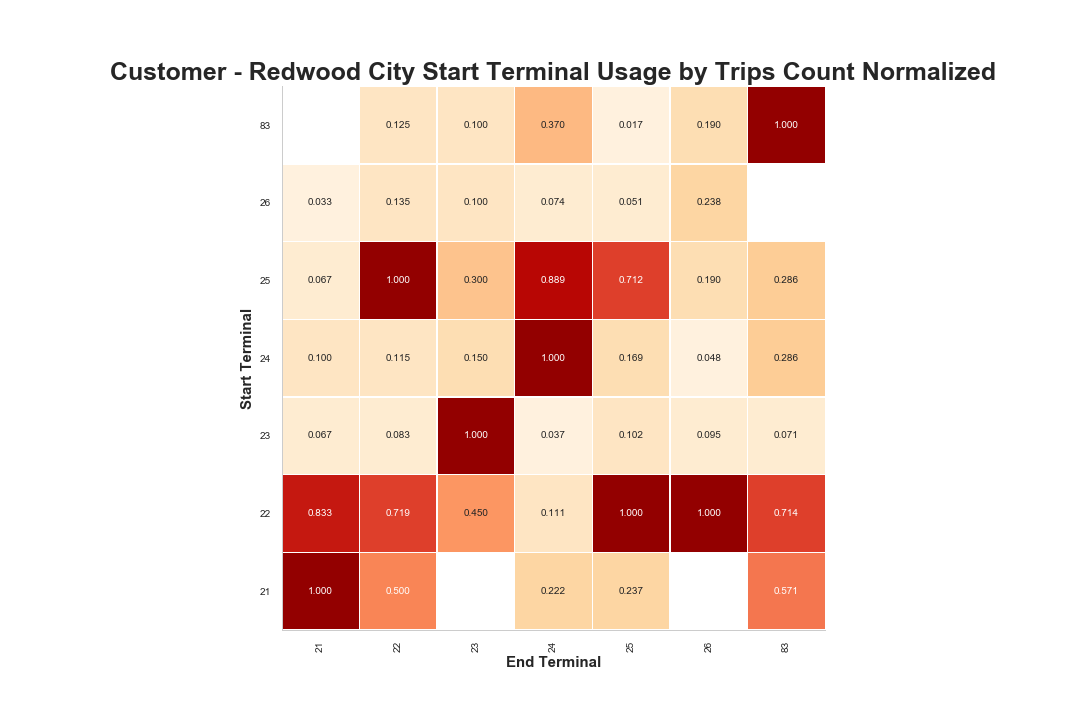 Customer - Redwood City Start Terminal Usage by Trips Count Normalized
83 0.125 0.100 0.370 0.017 0.190 1.000
26 0.033 0.135 0.100 0.074 0.051 0.238
25 0.067 1.000 0.300 0.889 0.712 0.190 0.286
24 0.100 0.115 0.150 1.000 0.169 0.048 0.286
23 0.067 0.083 1.000 0.037 0.102 0.095 0.071
22 0.833 0.719 0.450 0.111 1.000 1.000 0.714
21 1.000 0.500 0.222 0.237 0.571
Start Terminal
21 22 23 24 25 26 83
End Terminal